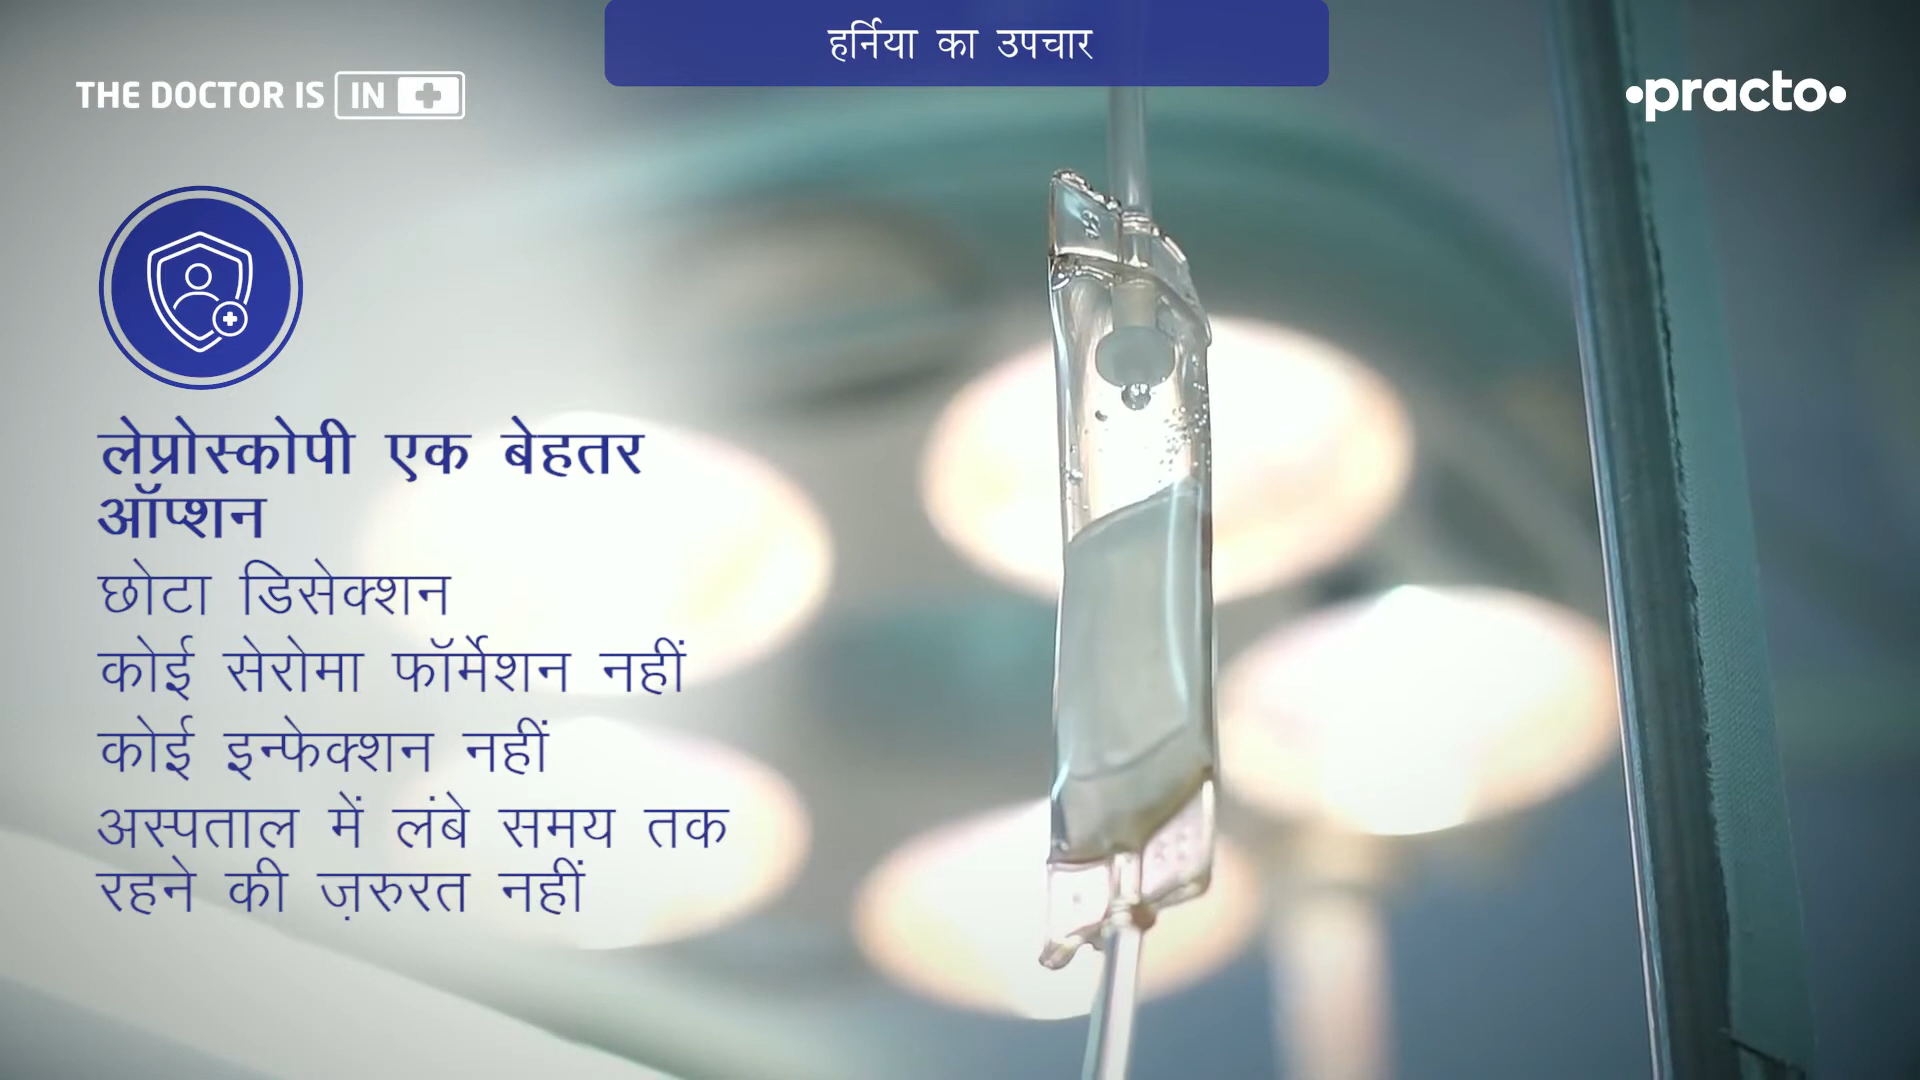 हर्निया का उपचार
THE DOCTOR IS IN
•practo•
लेप्रोस्कोपी एक बेहतर
ऑप्शन
छोटा डिसेक्शन
कोई सेरोमा फॉर्मेशन नहीं
कोई इन्फेक्शन नहीं
अस्पताल में लंबे समय तक
रहने की ज़रुरत नहीं